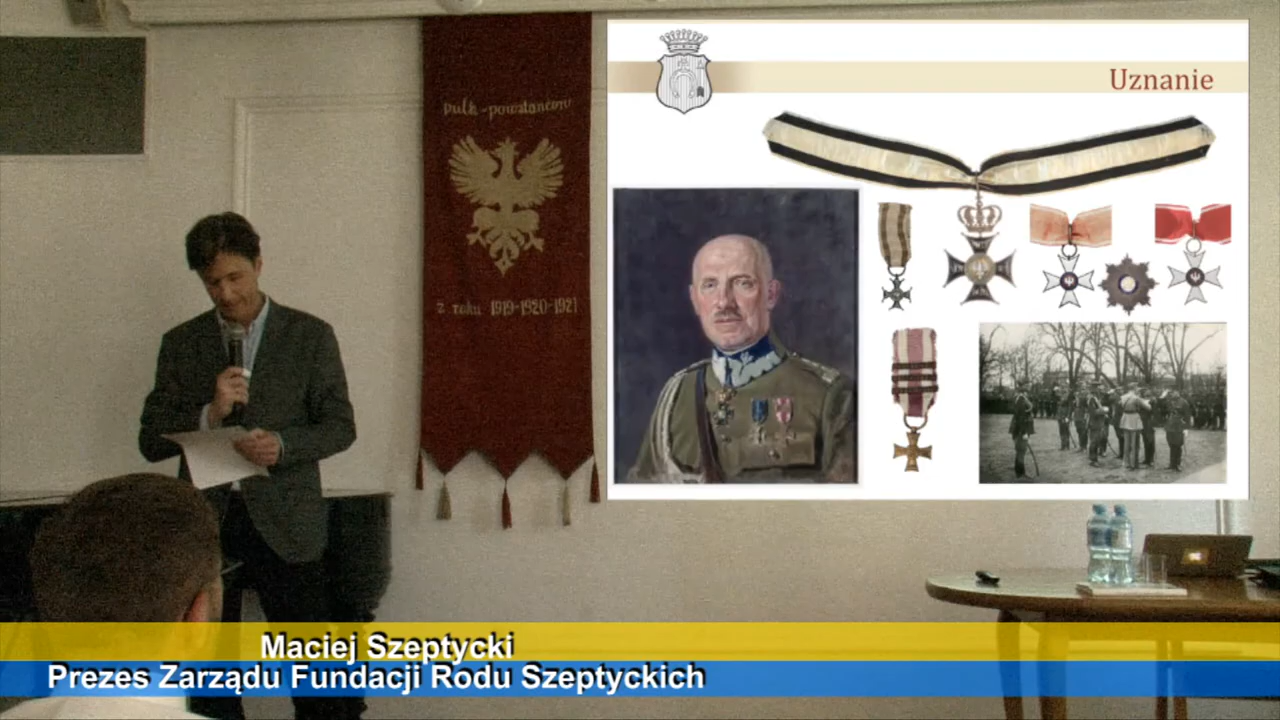 Uznanie
pułk-powstańców
z roku 1919-1920-1921
Maciej Szeptycki
Prezes Zarządu Fundacji Rodu Szeptyckich